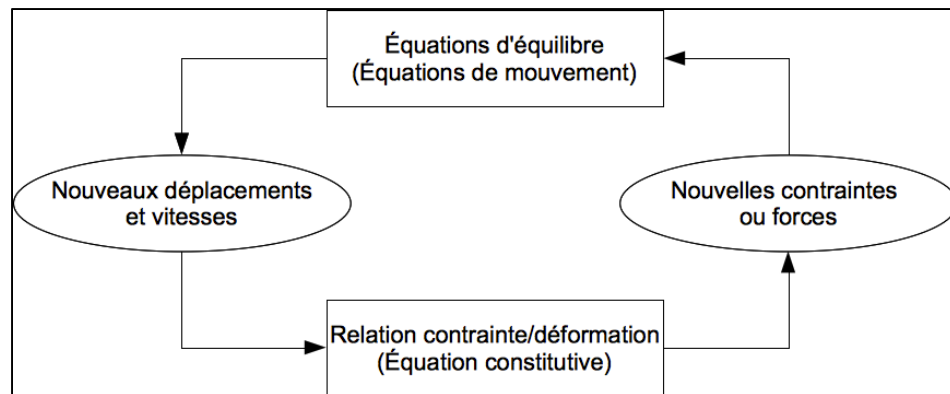 Équations d'équilibre
(Équations de mouvement)
Nouveaux déplacements
et vitesses
Nouvelles contraintes
ou forces
Relation contrainte/déformation
(Équation constitutive)